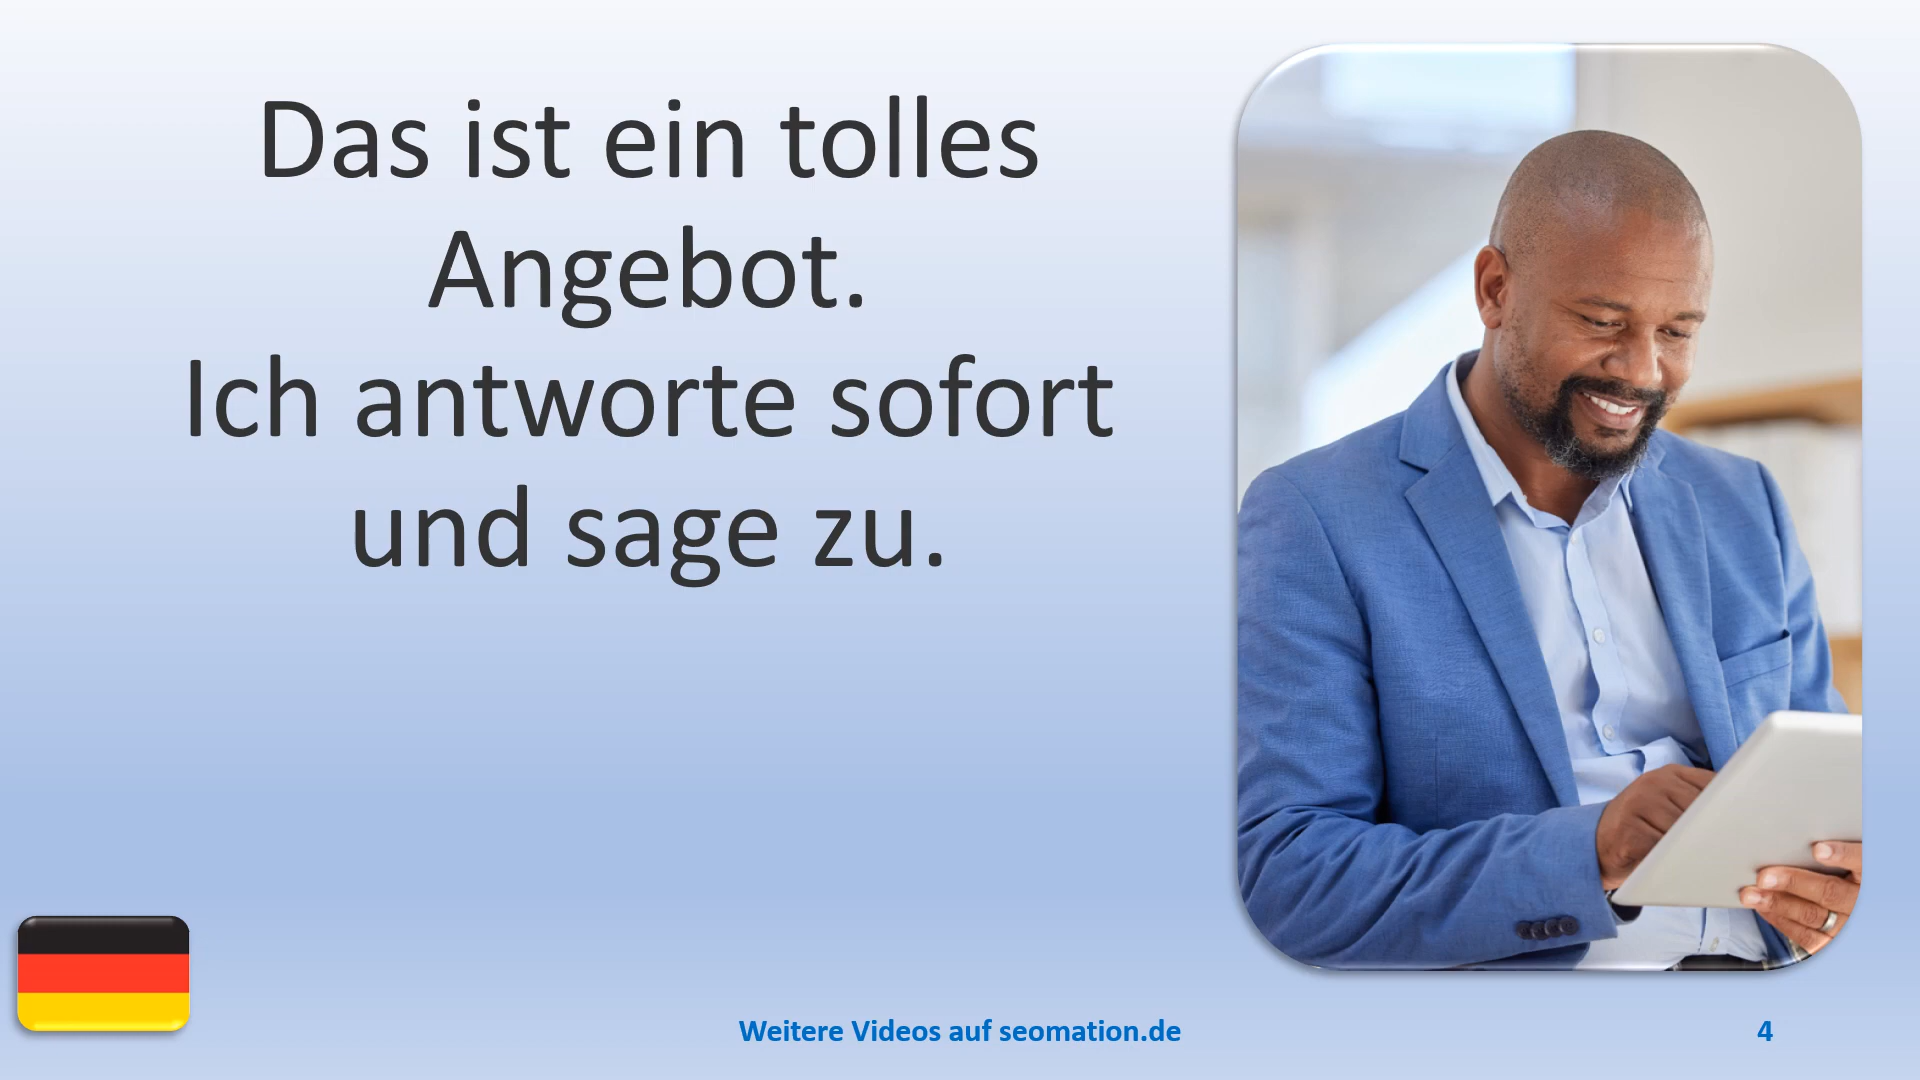 Das ist ein tolles
Angebot.
Ich antworte sofort
und sage zu.
Weitere Videos auf seomation.de
4